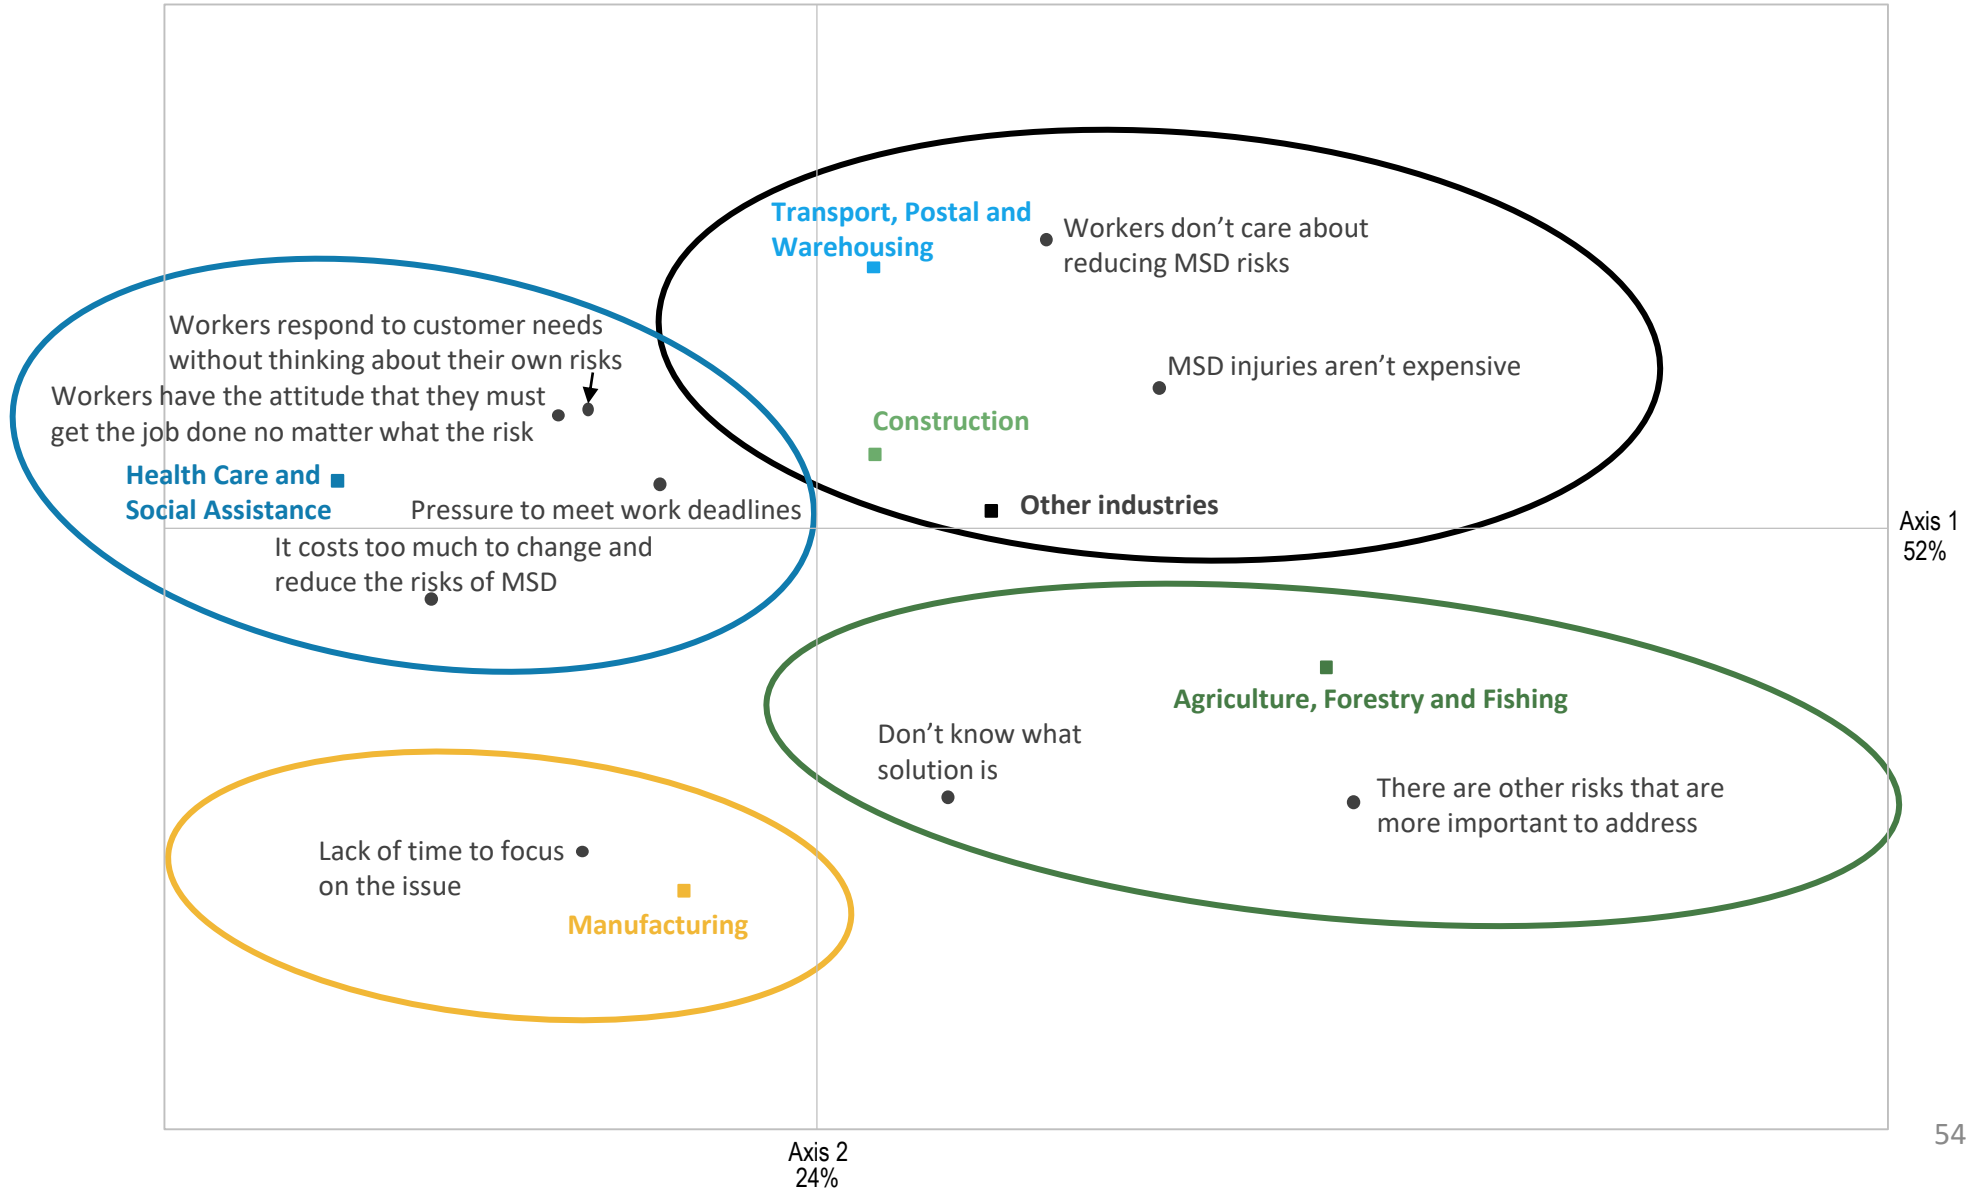 Transport, Postal and
Warehousing
Workers don’t care about
reducing MSD risks
Workers respond to customer needs
without thinking about their own risks
MSD injuries aren’t expensive
Workers have the attitude that they must
get the job done no matter what the risk
Construction
Health Care and
Social Assistance
Pressure to meet work deadlines
Other industries
Axis 1
52%
It costs too much to change and
reduce the risks of MSD
Agriculture, Forestry and Fishing
Don’t know what
solution is
There are other risks that are
more important to address
Lack of time to focus
on the issue
Manufacturing
Axis 2
24%
54